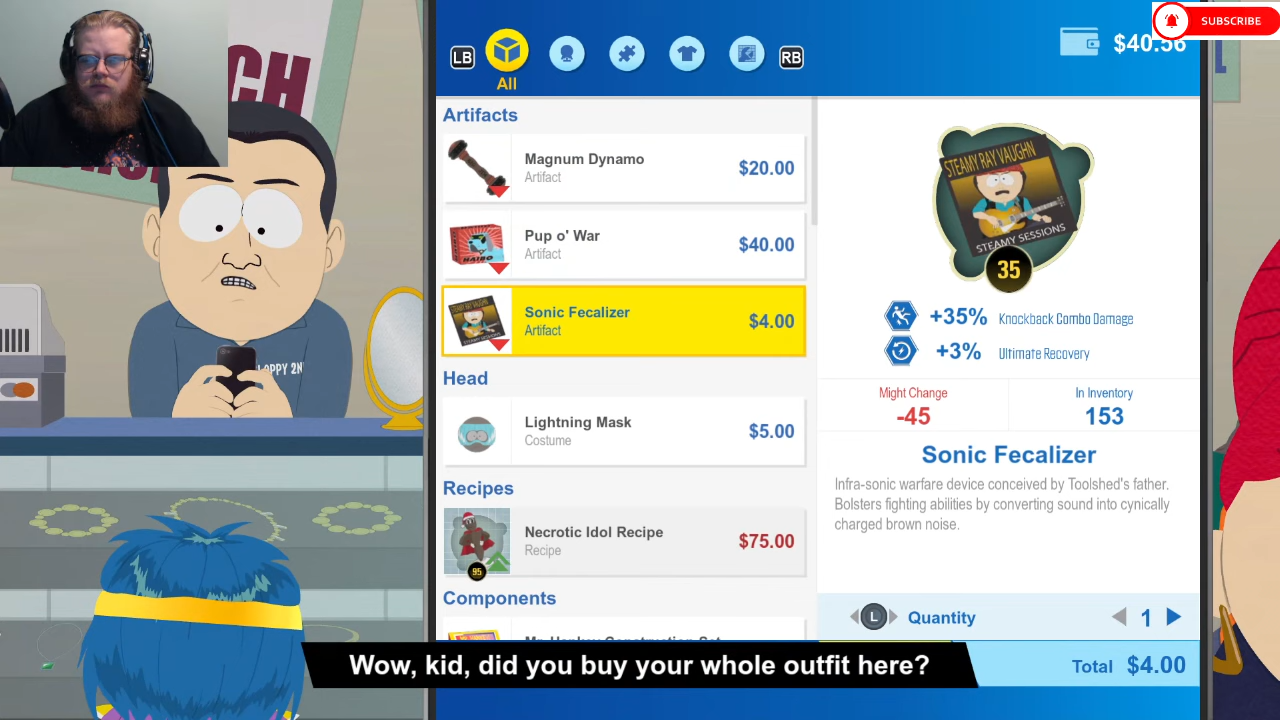 SUBSCRIBE
LB
RB
$40.56
All
CH
Artifacts
Magnum Dynamo
Artifact
$20.00
Pup o' War
Artifact
$40.00
Sonic Fecalizer
Artifact
$4.00
Head
Lightning Mask
Costume
$5.00
Recipes
Necrotic Idol Recipe
Recipe
95
$75.00
Components
STEAMY RAY VAUGHN
STEAMY SESSIONS
35
+35% Knockback Combo Damage
+3% Ultimate Recovery
Might Change
-45
In Inventory
153
Sonic Fecalizer
Infra-sonic warfare device conceived by Toolshed's father.
Bolsters fighting abilities by converting sound into cynically
charged brown noise.
L Quantity 1
Total $4.00
Wow, kid, did you buy your whole outfit here?